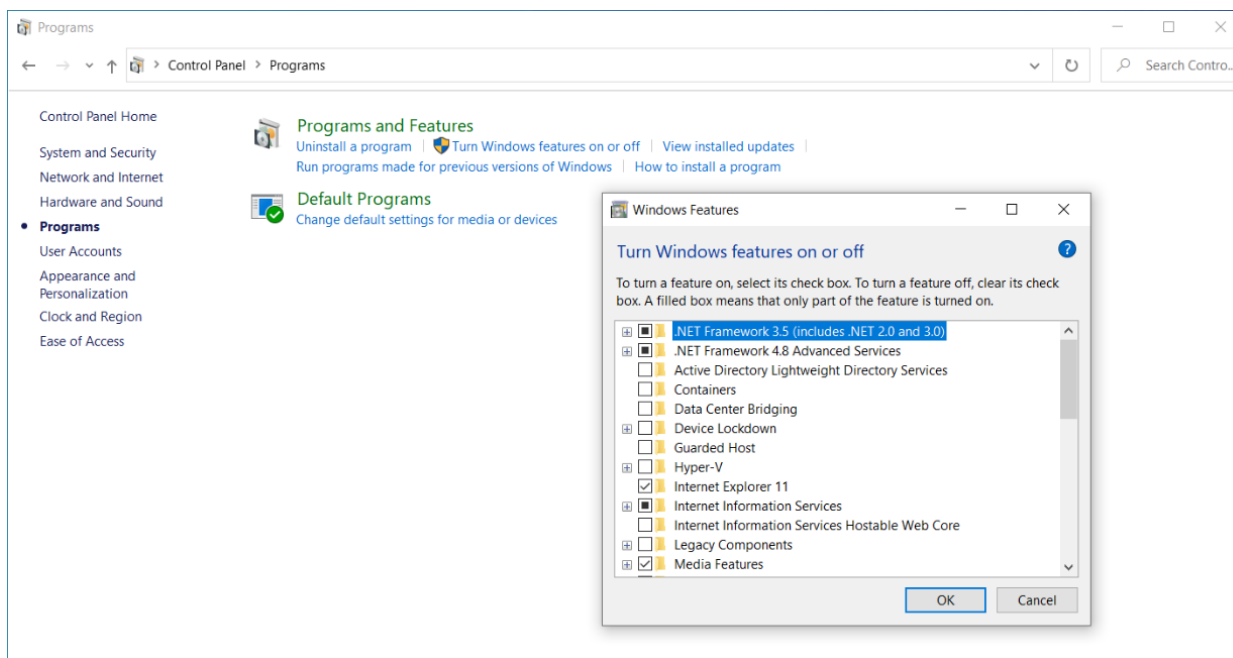 Programs
Control Panel > Programs
Search Contro..
Control Panel Home
System and Security
Network and Internet
Hardware and Sound
Programs
User Accounts
Appearance and
Personalization
Clock and Region
Ease of Access
Programs and Features
Uninstall a program
Turn Windows features on or off
View installed updates
Run programs made for previous versions of Windows
How to install a program
Default Programs
Change default settings for media or devices
Windows Features
Turn Windows features on or off
?
To turn a feature on, select its check box. To turn a feature off, clear its check
box. A filled box means that only part of the feature is turned on.
.NET Framework 3.5 (includes .NET 2.0 and 3.0)
.NET Framework 4.8 Advanced Services
Active Directory Lightweight Directory Services
Containers
Data Center Bridging
Device Lockdown
Guarded Host
Hyper-V
Internet Explorer 11
Internet Information Services
Internet Information Services Hostable Web Core
Legacy Components
Media Features
OK
Cancel